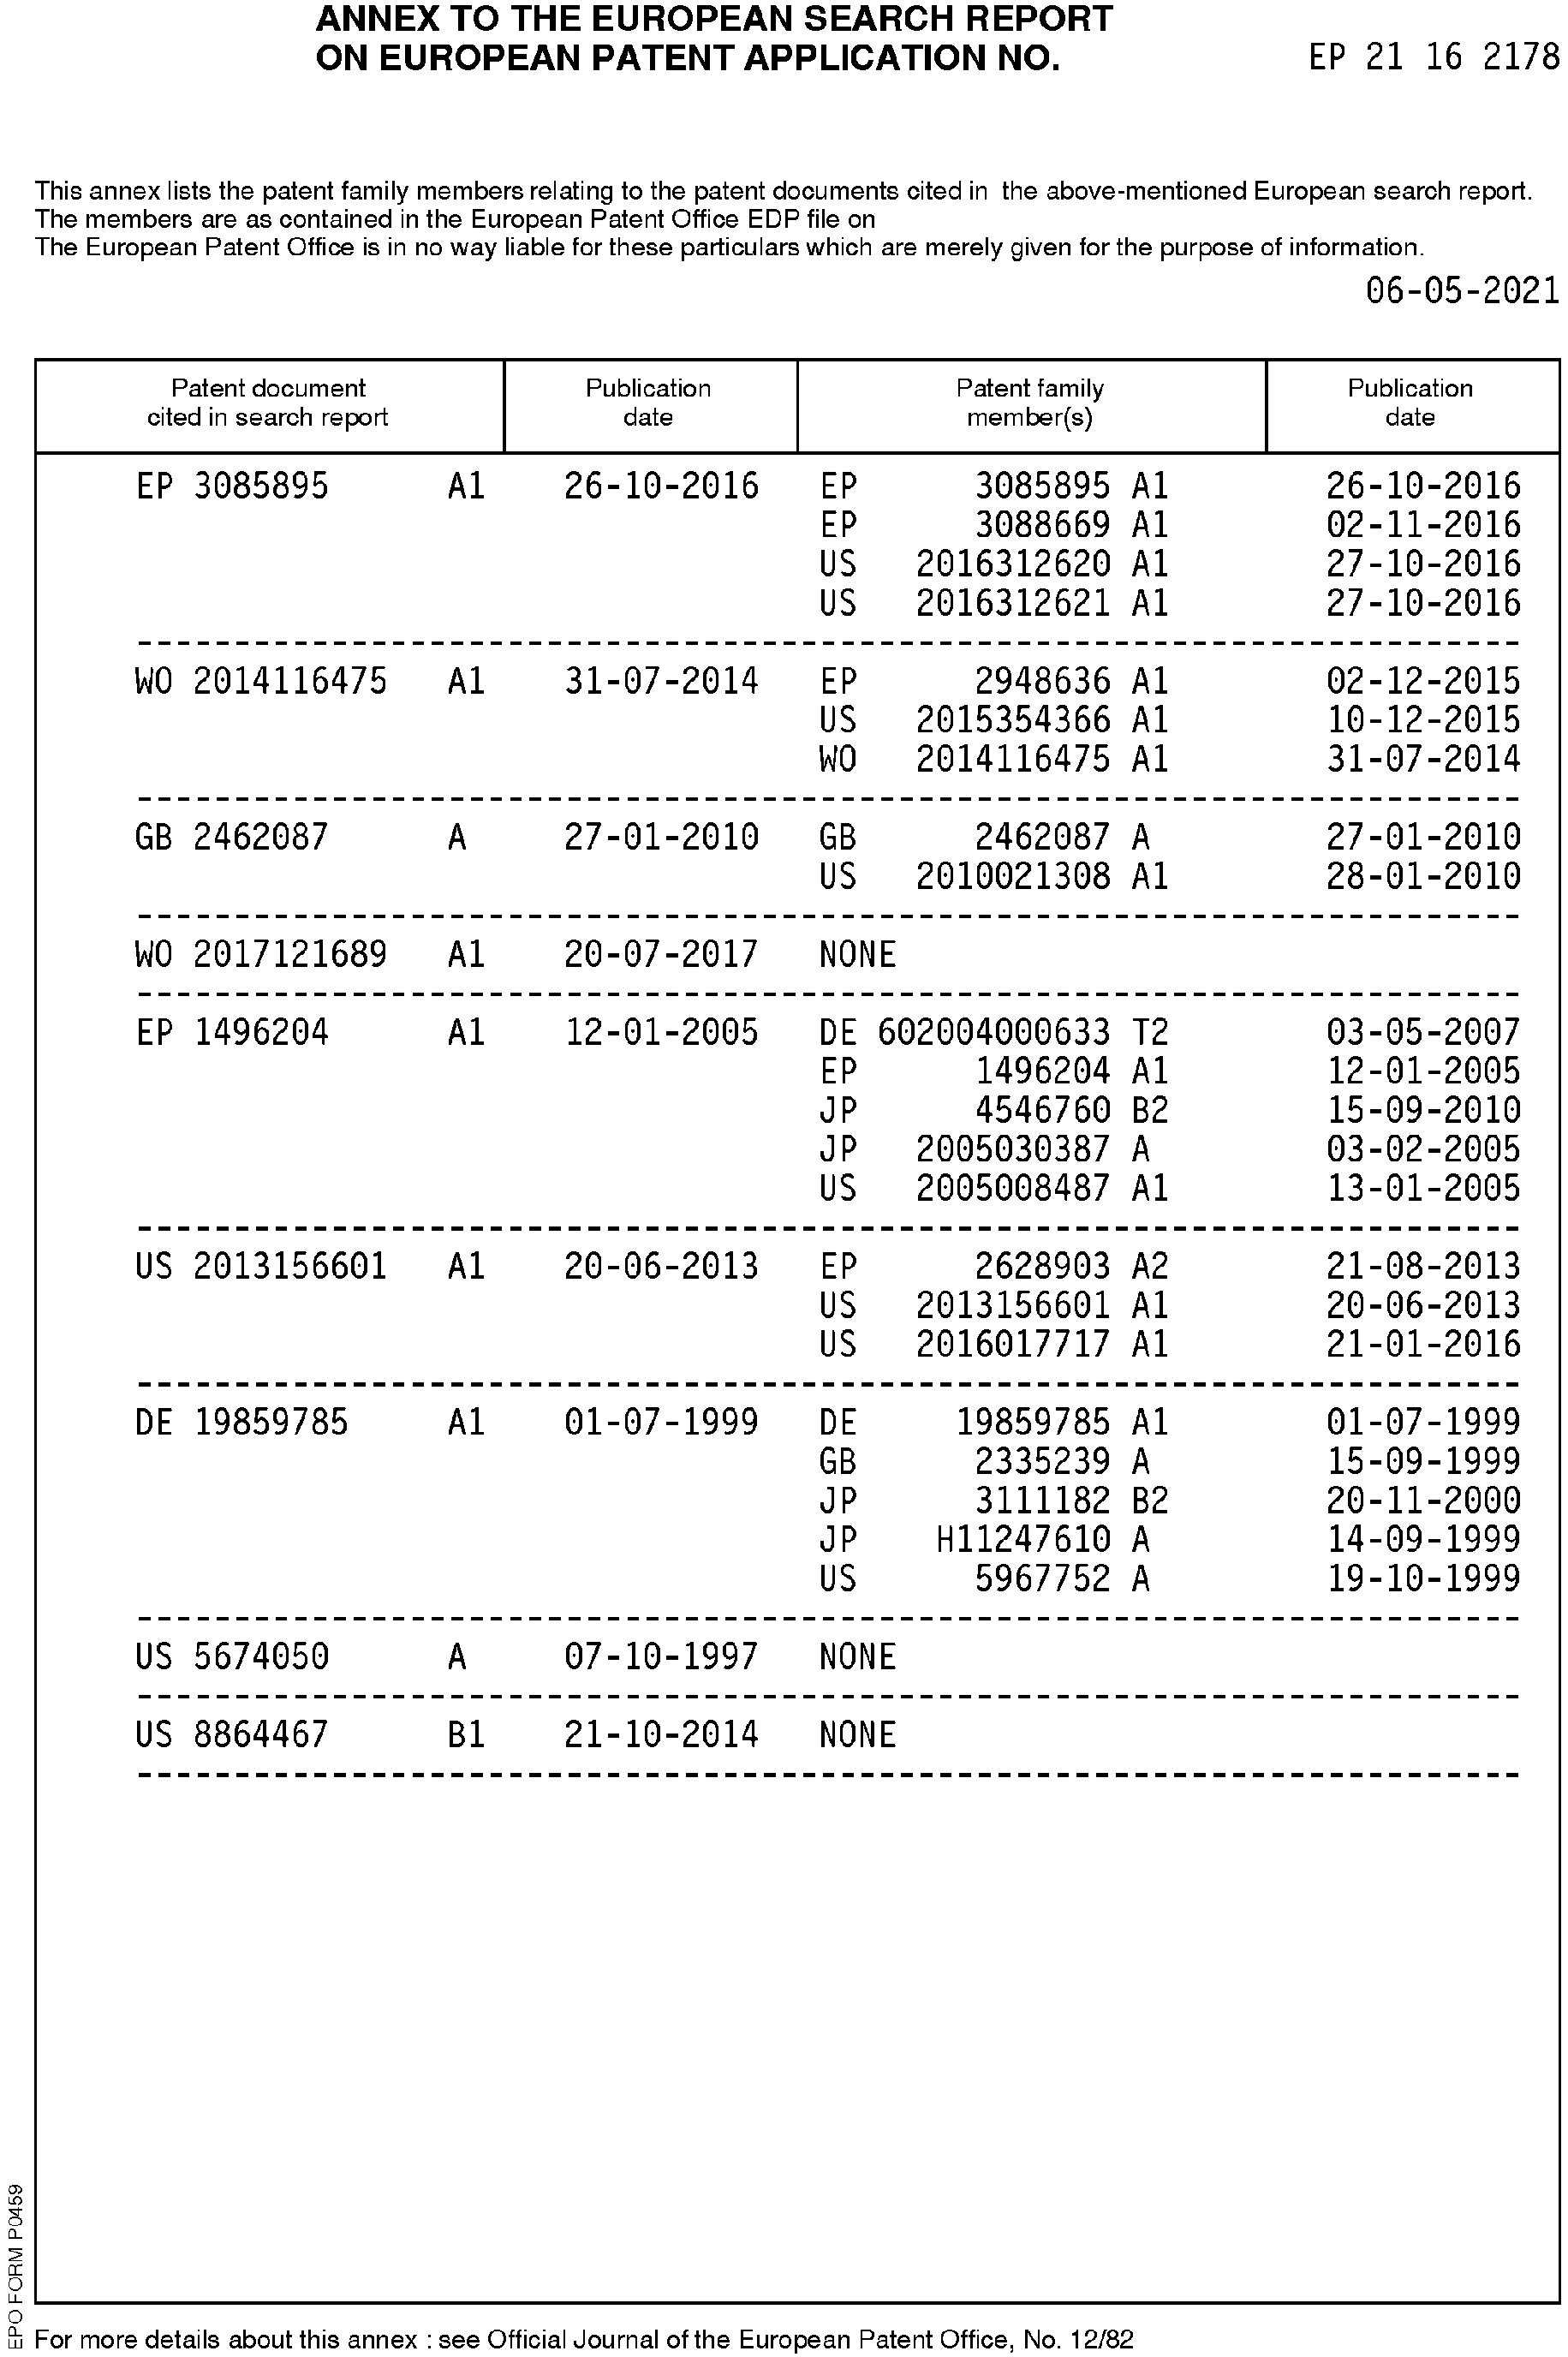 ANNEX TO THE EUROPEAN SEARCH REPORT
ON EUROPEAN PATENT APPLICATION NO. EP 21 16 2178
This annex lists the patent family members relating to the patent documents cited in the above-mentioned European search report.
The members are as contained in the European Patent Office EDP file on
The European Patent Office is in no way liable for these particulars which are merely given for the purpose of information.
06-05-2021
Patent document cited in search report Publication date Patent family member(s) Publication date
EP 3085895 A1 26-10-2016 EP 3085895 A1 26-10-2016
EP 3088669 A1 02-11-2016
US 2016312620 A1 27-10-2016
US 2016312621 A1 27-10-2016
WO 2014116475 A1 31-07-2014 EP 2948636 A1 02-12-2015
US 2015354366 A1 10-12-2015
WO 2014116475 A1 31-07-2014
GB 2462087 A 27-01-2010 GB 2462087 A 27-01-2010
US 2010021308 A1 28-01-2010
WO 2017121689 A1 20-07-2017 NONE
EP 1496204 A1 12-01-2005 DE 602004000633 T2 03-05-2007
EP 1496204 A1 12-01-2005
JP 4546760 B2 15-09-2010
JP 2005030387 A 03-02-2005
US 2005008487 A1 13-01-2005
US 2013156601 A1 20-06-2013 EP 2628903 A2 21-08-2013
US 2013156601 A1 20-06-2013
US 2016017717 A1 21-01-2016
DE 19859785 A1 01-07-1999 DE 19859785 A1 01-07-1999
GB 2335239 A 15-09-1999
JP 3111182 B2 20-11-2000
JP H11247610 A 14-09-1999
US 5967752 A 19-10-1999
US 5674050 A 07-10-1997 NONE
US 8864467 B1 21-10-2014 NONE
EPO FORM P0459
For more details about this annex : see Official Journal of the European Patent Office, No. 12/82